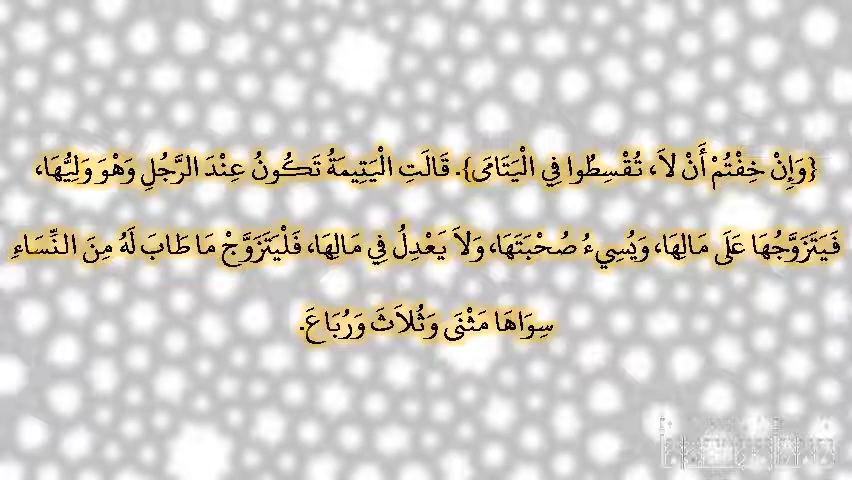 {وَإِنْ خِفْتُمْ أَنْ لاَ، تُقْسِطُوا فِي الْيَتَامَى}. قَالَتِ الْيَتِيمَةُ تَكُونُ عِنْدَ الرَّجُلِ وَهْوَ وَلِيُّهَا،
فَيَتَزَوَّجُهَا عَلَى مَالِهَا، وَيُسِيءُ صُحْبَتَهَا، وَلاَ يَعْدِلُ فِي مَالِهَا، فَلْيَتَزَوَّجْ مَا طَابَ لَهُ مِنَ النِّسَاءِ
سِوَاهَا مَثْنَى وَثُلاَثَ وَرُبَاعَ.